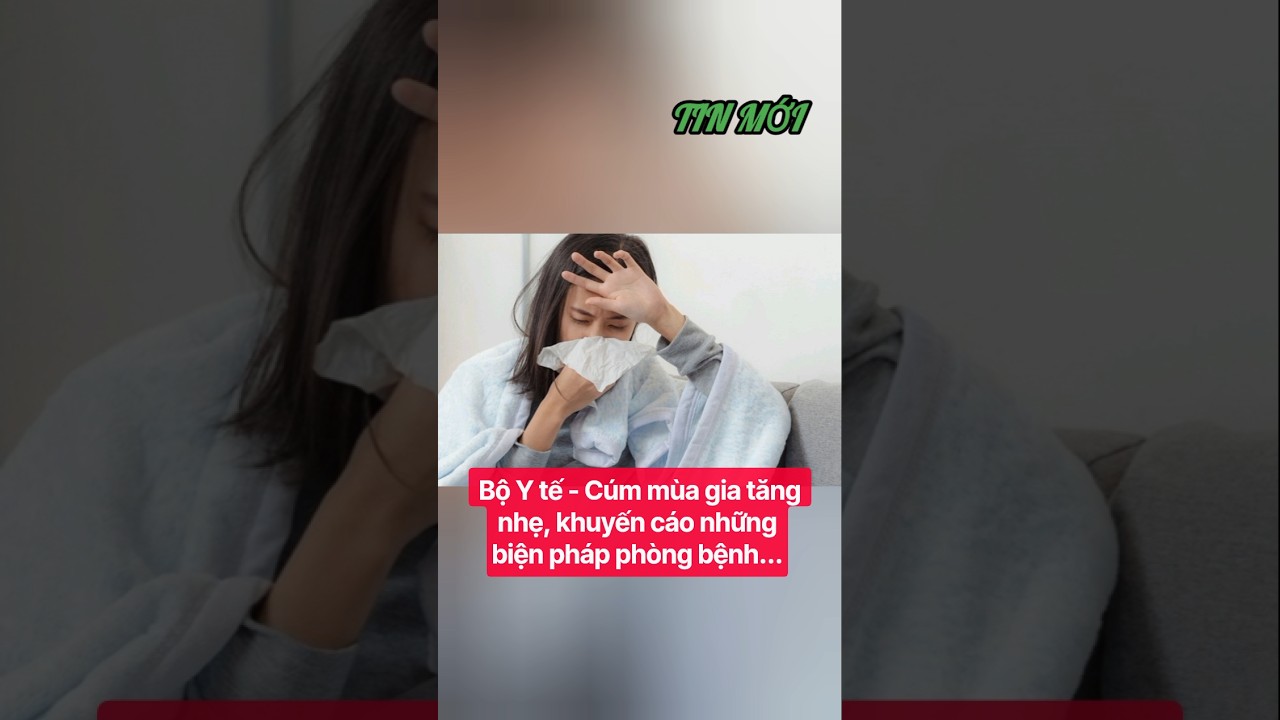 TIN MỚI
Bộ Y tế - Cúm mùa gia tăng
nhẹ, khuyến cáo những
biện pháp phòng bệnh...